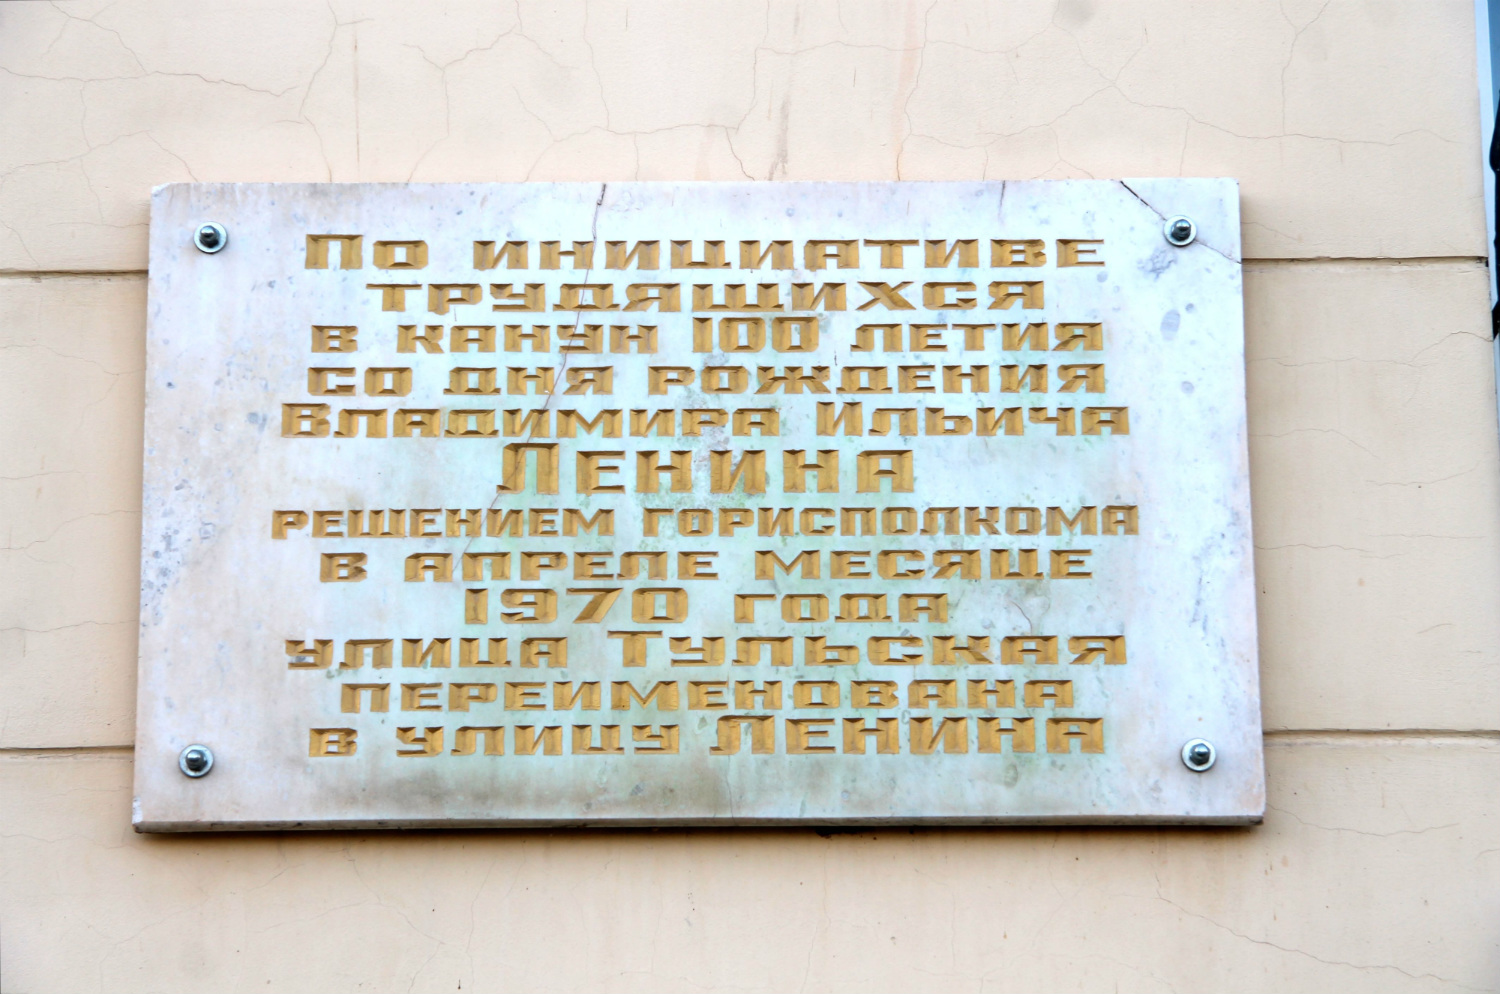 По инициативе
трудящихся
в канун 100 летия
со дня рождения
Владимира Ильича
Ленина
решением горисполкома
в апреле месяце
1970 года
улица Тульская
переименована
в улицу Ленина